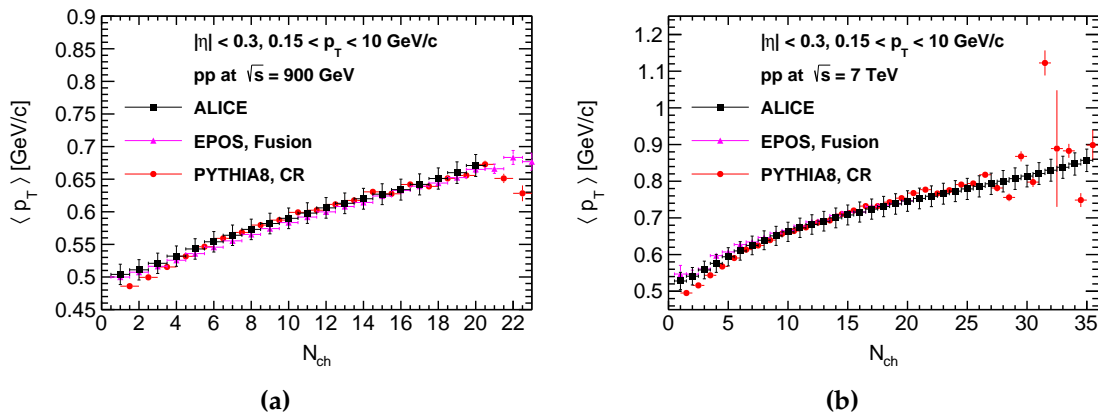 ⟨ p_T ⟩ [GeV/c]
0.9
0.85
0.8
0.75
0.7
0.65
0.6
0.55
0.5
0.45
|η| < 0.3, 0.15 < p_T < 10 GeV/c
pp at √s = 900 GeV
ALICE
EPOS, Fusion
PYTHIA8, CR
0 2 4 6 8 10 12 14 16 18 20 22
N_ch
(a)
⟨ p_T ⟩ [GeV/c]
1.2
1.1
1
0.9
0.8
0.7
0.6
0.5
|η| < 0.3, 0.15 < p_T < 10 GeV/c
pp at √s = 7 TeV
ALICE
EPOS, Fusion
PYTHIA8, CR
0 5 10 15 20 25 30 35
N_ch
(b)